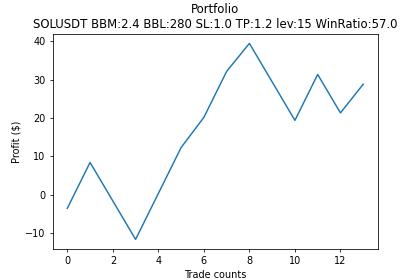 Portfolio
SOLUSDT BBM:2.4 BBL:280 SL:1.0 TP:1.2 lev:15 WinRatio:57.0
40
30
20
10
0
−10
Profit ($)
0 2 4 6 8 10 12
Trade counts